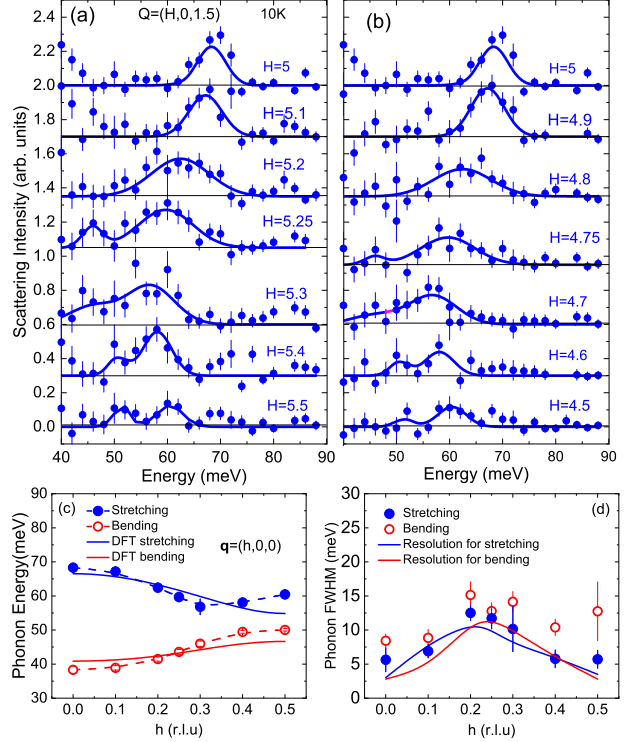 (a)
Q=(H,0,1.5)
10K
(b)
Scattering Intensity (arb. units)
2.4
2.2
2.0
1.8
1.6
1.4
1.2
1.0
0.8
0.6
0.4
0.2
0.0
H=5
H=5.1
H=5.2
H=5.25
H=5.3
H=5.4
H=5.5
H=5
H=4.9
H=4.8
H=4.75
H=4.7
H=4.6
H=4.5
40 50 60 70 80 90
40 50 60 70 80 90
Energy (meV)
Energy (meV)
(c)
Stretching
Bending
DFT stretching
DFT bending
q=(h,0,0)
Phonon Energy(meV)
90
80
70
60
50
40
30
0.0 0.1 0.2 0.3 0.4 0.5
h (r.l.u)
(d)
Stretching
Bending
Resolution for stretching
Resolution for bending
Phonon FWHM (meV)
30
25
20
15
10
5
0
0.0 0.1 0.2 0.3 0.4 0.5
h (r.l.u)